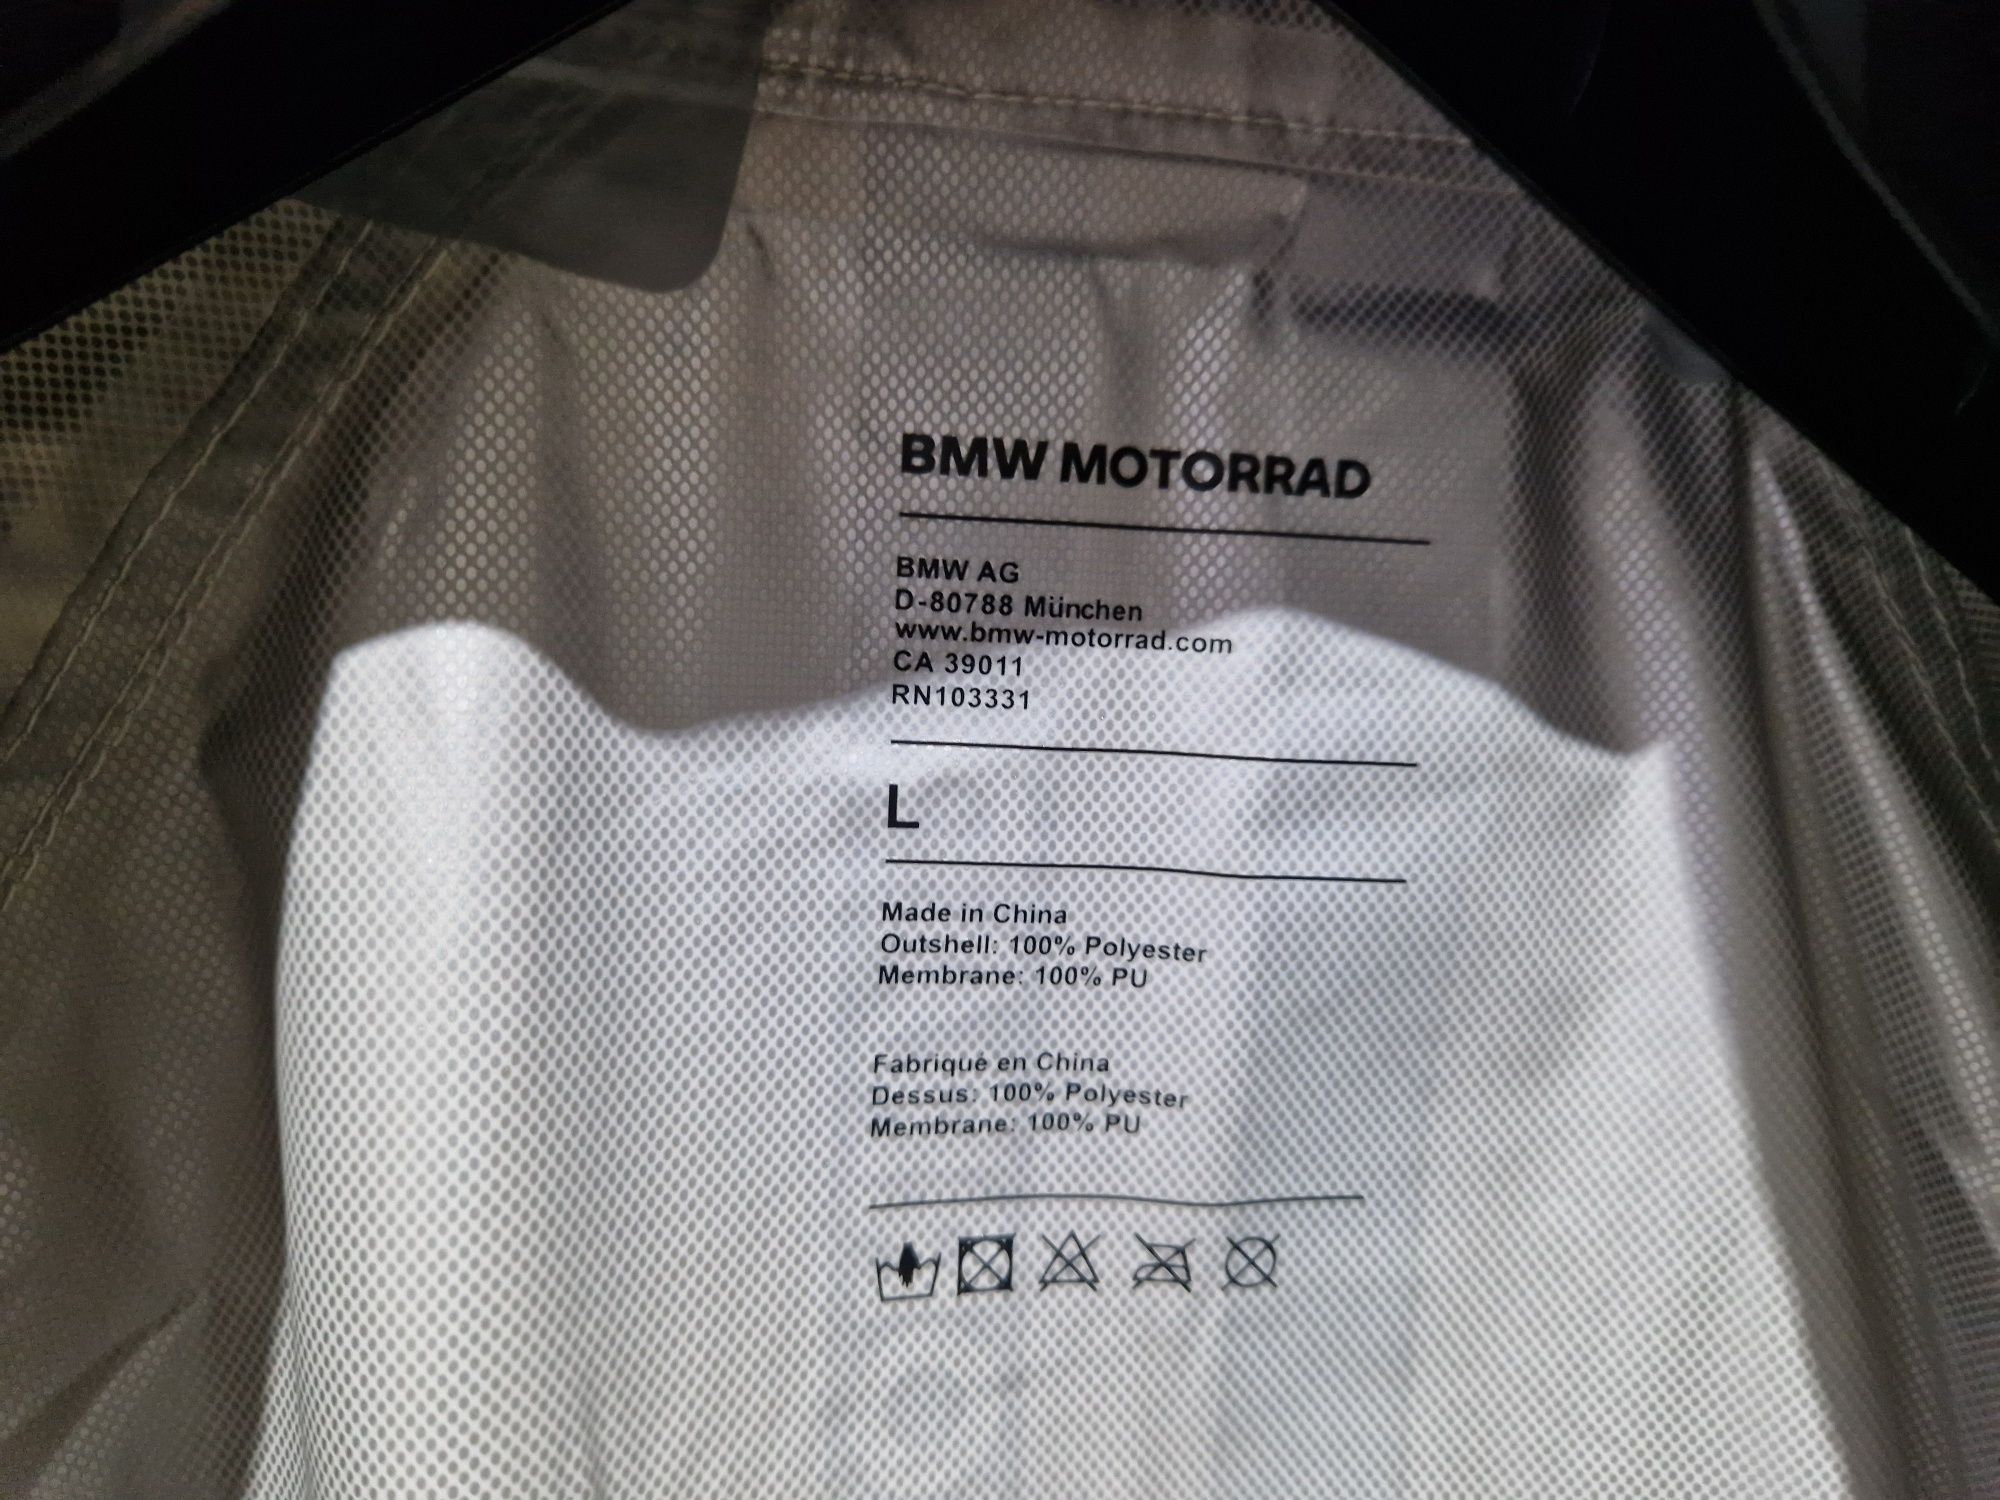 BMW MOTORRAD
BMW AG
D-80788 München
www.bmw-motorrad.com
CA 39011
RN103331
L
Made in China
Outshell: 100% Polyester
Membrane: 100% PU
Fabriqué en China
Dessus: 100% Polyester
Membrane: 100% PU